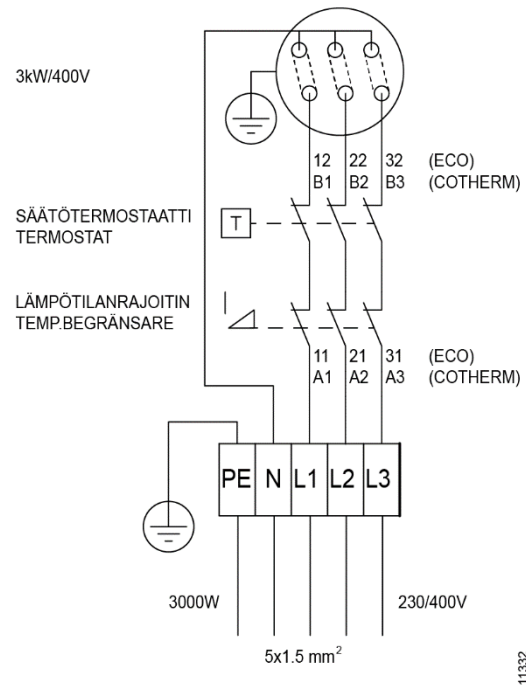 3kW/400V
12 22 32 (ECO)
B1 B2 B3 (COTHERM)
SÄÄTÖTERMOSTAATTI
TERMOSTAT
T
LÄMPÖTILANRAJOITIN
TEMP.BEGRÄNSARE
11 21 31 (ECO)
A1 A2 A3 (COTHERM)
PE N L1 L2 L3
3000W 230/400V
5x1.5 mm²
11332